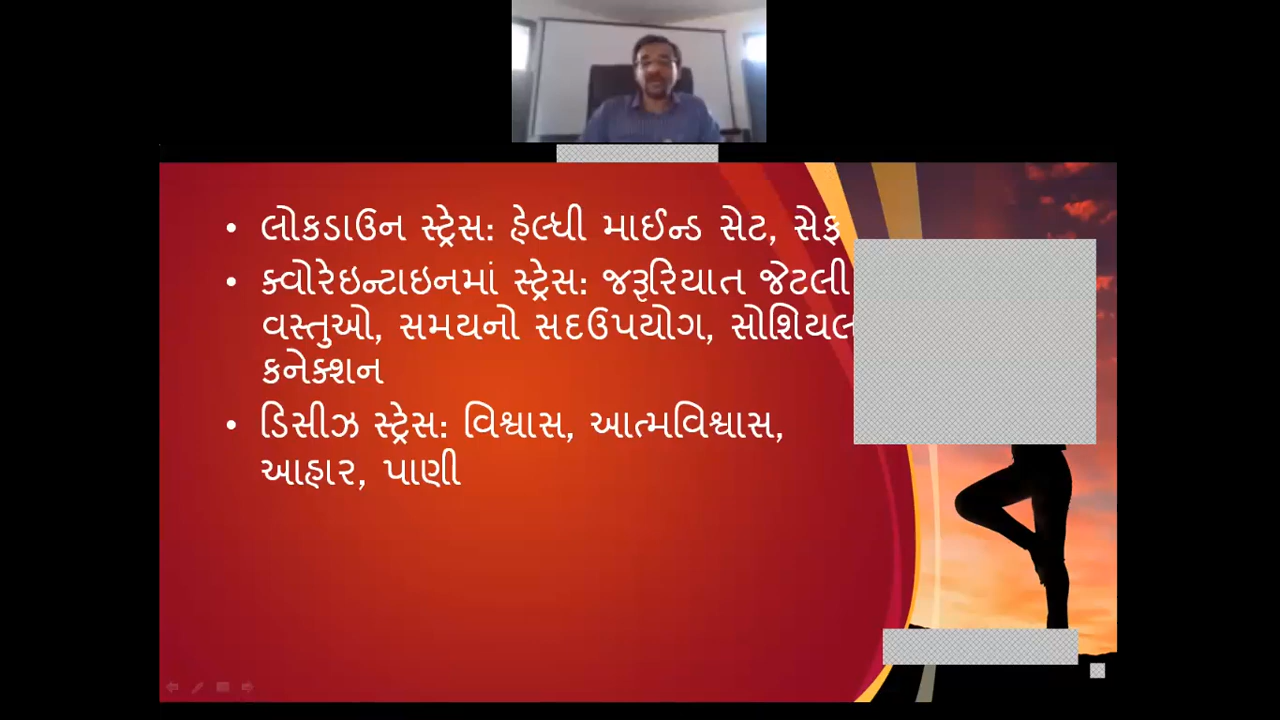 • લોકડાઉન સ્ટ્રેસ: હેલ્ધી માઈન્ડ સેટ, સેફ
• ક્વોરેઇન્ટાઇનમાં સ્ટ્રેસ: જરૂરિયાત જેટલી
વસ્તુઓ, સમયનો સદઉપયોગ, સોશિયલ
કનેક્શન
• ડિસીઝ સ્ટ્રેસ: વિશ્વાસ, આત્મવિશ્વાસ,
આહાર, પાણી